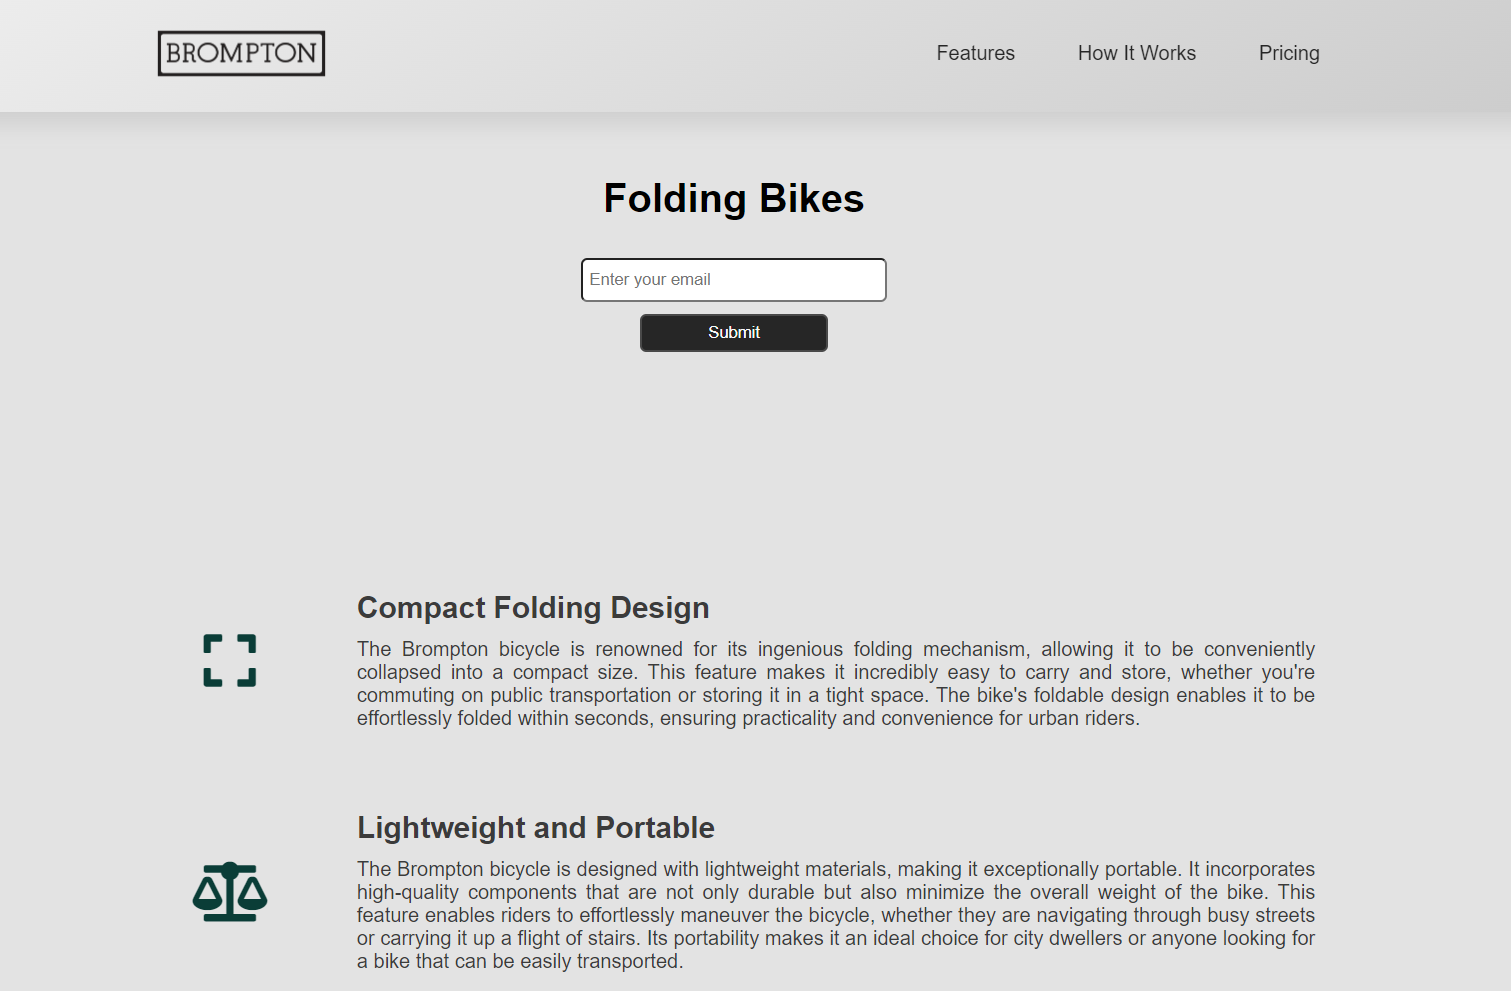 BROMPTON
Features
How It Works
Pricing
Folding Bikes
Enter your email
Submit
Compact Folding Design
The Brompton bicycle is renowned for its ingenious folding mechanism, allowing it to be conveniently
collapsed into a compact size. This feature makes it incredibly easy to carry and store, whether you're
commuting on public transportation or storing it in a tight space. The bike's foldable design enables it to be
effortlessly folded within seconds, ensuring practicality and convenience for urban riders.
Lightweight and Portable
The Brompton bicycle is designed with lightweight materials, making it exceptionally portable. It incorporates
high-quality components that are not only durable but also minimize the overall weight of the bike. This
feature enables riders to effortlessly maneuver the bicycle, whether they are navigating through busy streets
or carrying it up a flight of stairs. Its portability makes it an ideal choice for city dwellers or anyone looking for
a bike that can be easily transported.